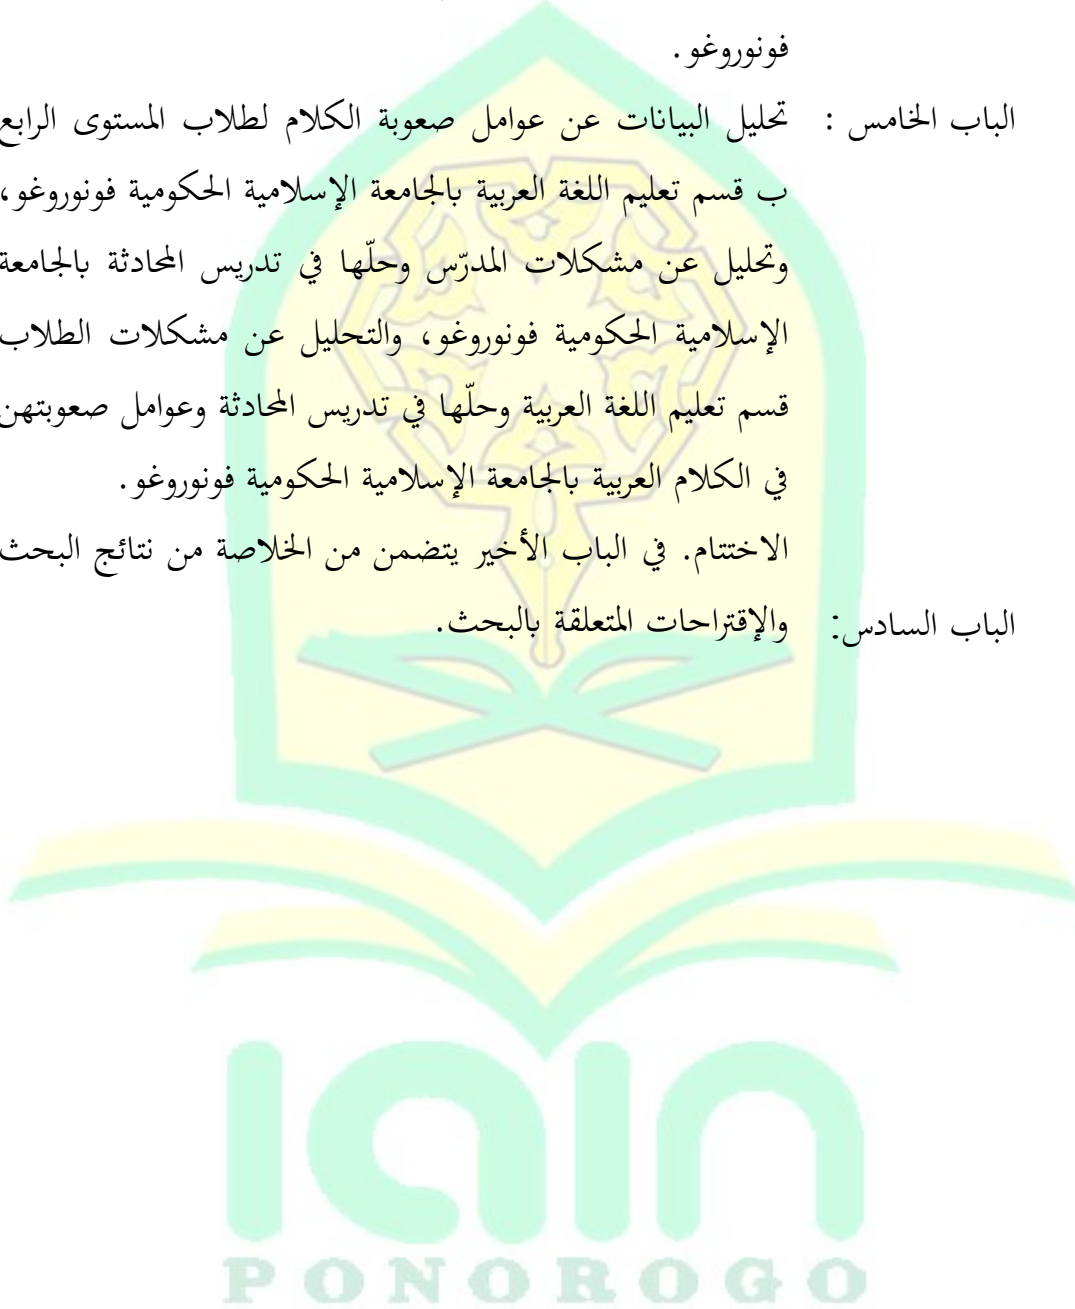 فونوروغو.
الباب الخامس : تحليل البيانات عن عوامل صعوبة الكلام لطلاب المستوى الرابع
ب قسم تعليم اللغة العربية بالجامعة الإسلامية الحكومية فونوروغو،
وتحليل عن مشكلات المدرّس وحلّها في تدريس المحادثة بالجامعة
الإسلامية الحكومية فونوروغو، والتحليل عن مشكلات الطلاب
قسم تعليم اللغة العربية وحلّها في تدريس المحادثة وعوامل صعوبتهن
في الكلام العربية بالجامعة الإسلامية الحكومية فونوروغو.
الاختتام. في الباب الأخير يتضمن من الخلاصة من نتائج البحث
الباب السادس: والإقتراحات المتعلقة بالبحث.
iain
PONOROGO